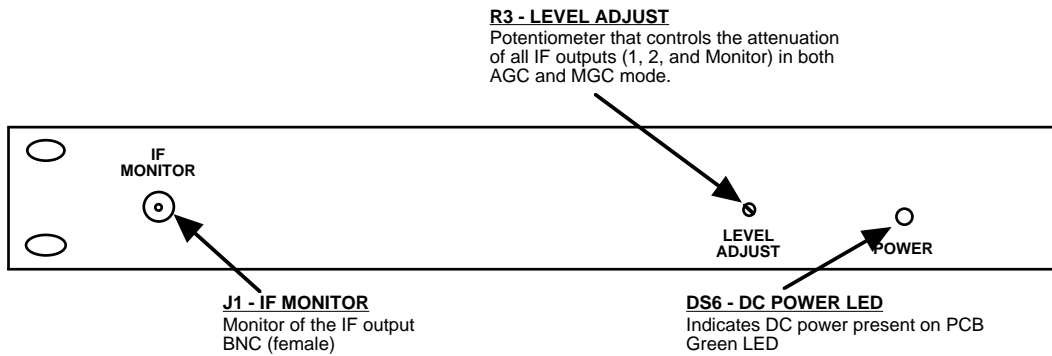 R3 - LEVEL ADJUST
Potentiometer that controls the attenuation
of all IF outputs (1, 2, and Monitor) in both
AGC and MGC mode.
IF
MONITOR
LEVEL
ADJUST
POWER
J1 - IF MONITOR
Monitor of the IF output
BNC (female)
DS6 - DC POWER LED
Indicates DC power present on PCB
Green LED